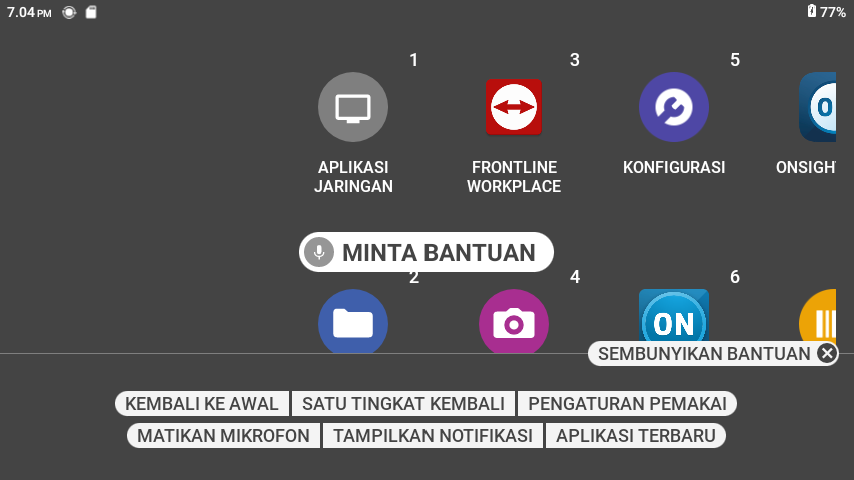 7.04 PM
77%
1
3
5
APLIKASI
JARINGAN
FRONTLINE
WORKPLACE
KONFIGURASI
ONSIGH
MINTA BANTUAN
2
4
6
ON
SEMBUNYIKAN BANTUAN
KEMBALI KE AWAL
SATU TINGKAT KEMBALI
PENGATURAN PEMAKAI
MATIKAN MIKROFON
TAMPILKAN NOTIFIKASI
APLIKASI TERBARU